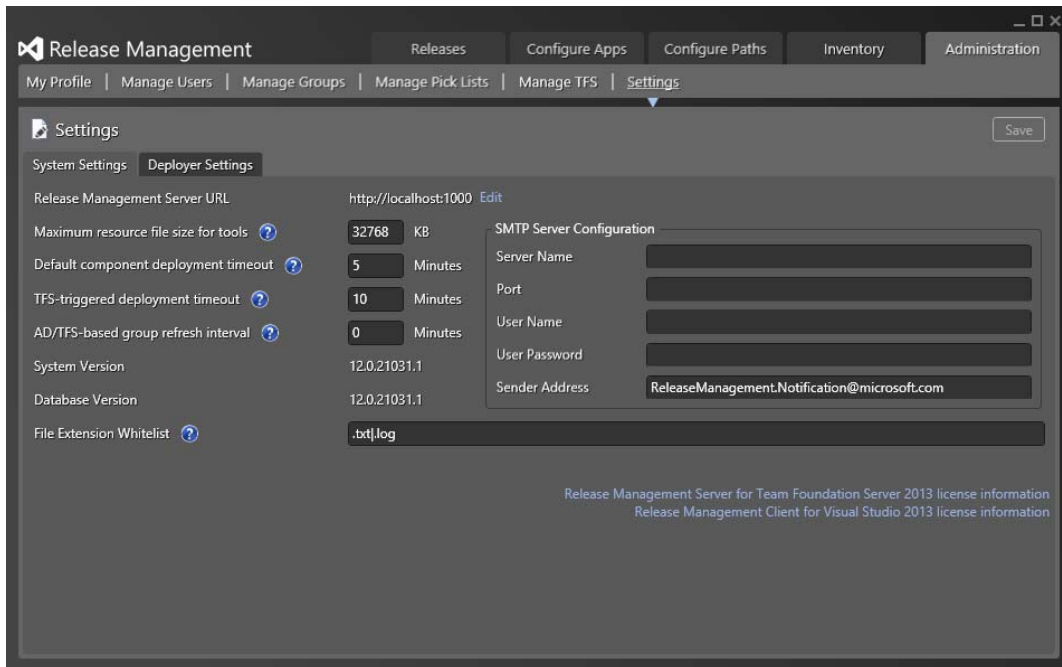 Release Management
Releases
Configure Apps
Configure Paths
Inventory
Administration
My Profile | Manage Users | Manage Groups | Manage Pick Lists | Manage TFS | Settings
Settings
Save
System Settings
Deployer Settings
Release Management Server URL
http://localhost:1000 Edit
Maximum resource file size for tools ?
32768 KB
Default component deployment timeout ?
5 Minutes
TFS-triggered deployment timeout ?
10 Minutes
AD/TFS-based group refresh interval ?
0 Minutes
System Version
12.0.21031.1
Database Version
12.0.21031.1
SMTP Server Configuration
Server Name
Port
User Name
User Password
Sender Address
ReleaseManagement.Notification@microsoft.com
File Extension Whitelist ?
.txt|.log
Release Management Server for Team Foundation Server 2013 license information
Release Management Client for Visual Studio 2013 license information